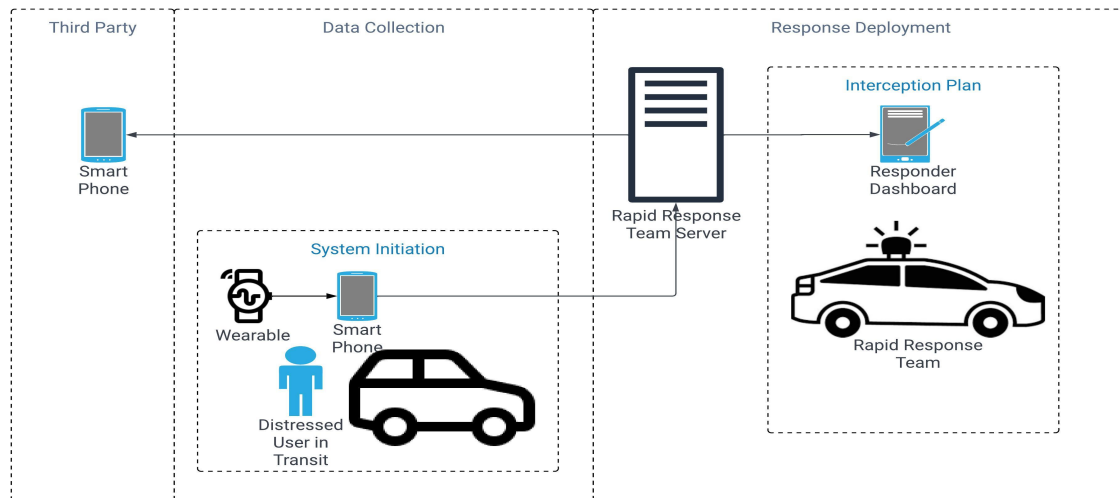 Third Party
Data Collection
Response Deployment
Interception Plan
Smart
Phone
Responder
Dashboard
Rapid Response
Team Server
System Initiation
Wearable
Smart
Phone
Rapid Response
Team
Distressed
User in
Transit